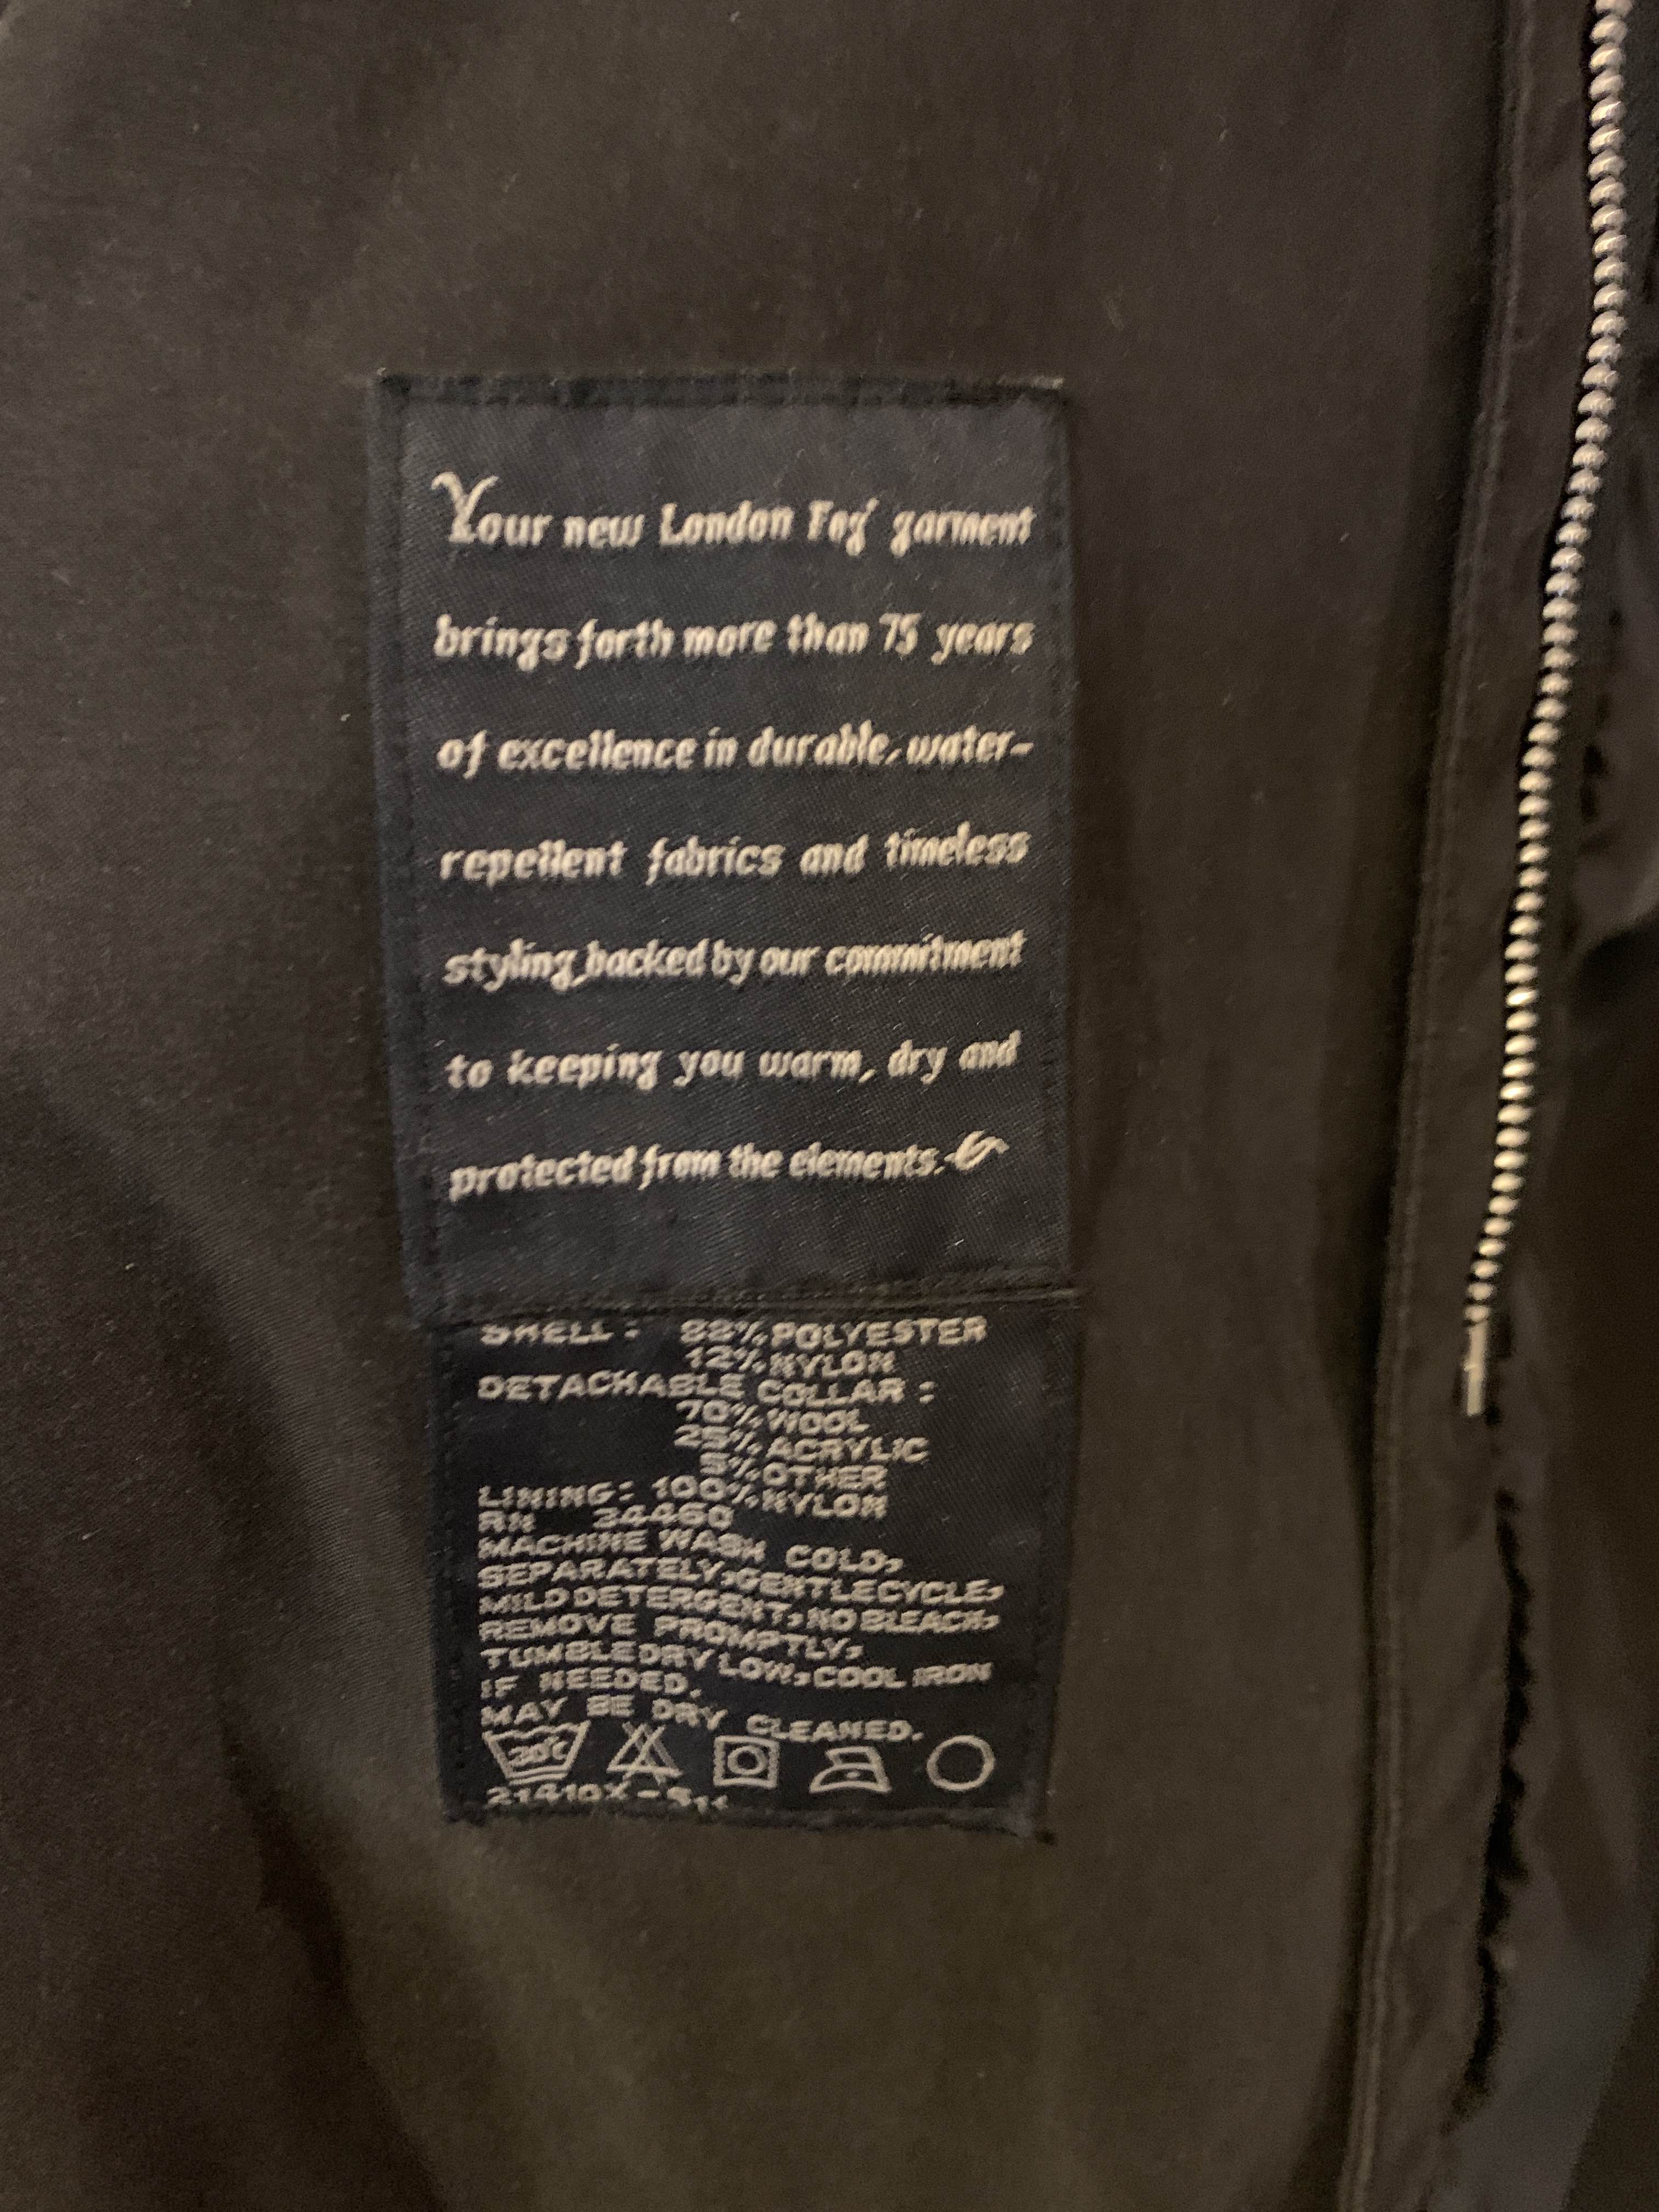 Your new London Fog garment
brings forth more than 75 years
of excellence in durable, water-
repellent fabrics and timeless
styling, backed by our commitment
to keeping you warm, dry and
protected from the elements.
SHELL: 88% POLYESTER
12% NYLON
DETACHABLE COLLAR:
70% WOOL
25% ACRYLIC
5% OTHER
LINING: 100% NYLON
RN 34460
MACHINE WASH COLD,
SEPARATELY, GENTLE CYCLE,
MILD DETERGENT, NO BLEACH,
REMOVE PROMPTLY,
TUMBLE DRY LOW, COOL IRON
IF NEEDED.
MAY BE DRY CLEANED.
30°C